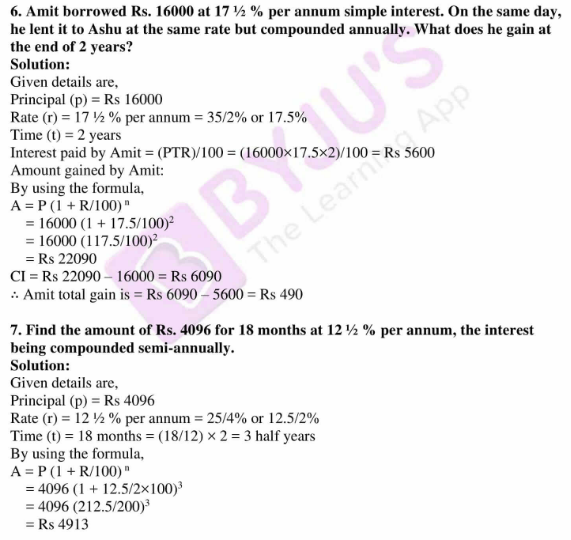 6. Amit borrowed Rs. 16000 at 17 ½ % per annum simple interest. On the same day,
he lent it to Ashu at the same rate but compounded annually. What does he gain at
the end of 2 years?
Solution:
Given details are,
Principal (p) = Rs 16000
Rate (r) = 17 ½ % per annum = 35/2% or 17.5%
Time (t) = 2 years
Interest paid by Amit = (PTR)/100 = (16000×17.5×2)/100 = Rs 5600
Amount gained by Amit:
By using the formula,
A = P (1 + R/100) ⁿ
= 16000 (1 + 17.5/100)²
= 16000 (117.5/100)²
= Rs 22090
CI = Rs 22090 – 16000 = Rs 6090
∴ Amit total gain is = Rs 6090 – 5600 = Rs 490
7. Find the amount of Rs. 4096 for 18 months at 12 ½ % per annum, the interest
being compounded semi-annually.
Solution:
Given details are,
Principal (p) = Rs 4096
Rate (r) = 12 ½ % per annum = 25/4% or 12.5/2%
Time (t) = 18 months = (18/12) × 2 = 3 half years
By using the formula,
A = P (1 + R/100) ⁿ
= 4096 (1 + 12.5/2×100)³
= 4096 (212.5/200)³
= Rs 4913
BYJU'S
The Learning App